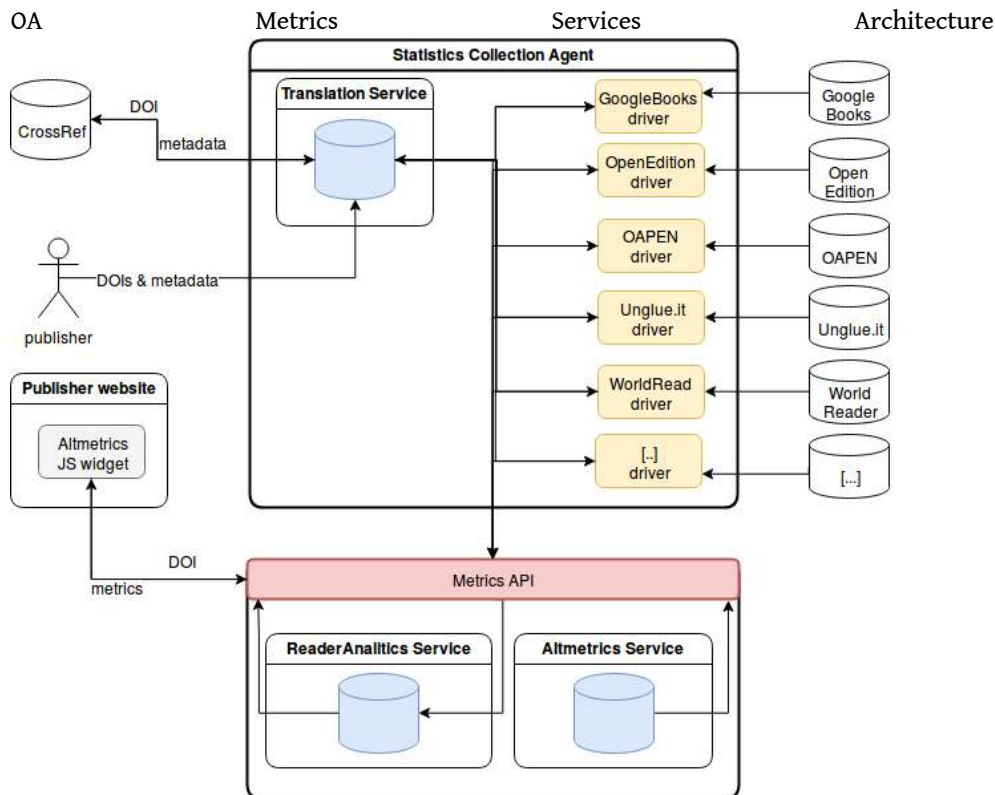 OA Metrics Services Architecture
Statistics Collection Agent
Translation Service
CrossRef
DOI
metadata
GoogleBooks
driver
Google
Books
OpenEdition
driver
Open
Edition
OAPEN
driver
OAPEN
DOIs & metadata
publisher
Unglue.it
driver
Unglue.it
Publisher website
Altmetrics
JS widget
WorldRead
driver
World
Reader
[..]
driver
[...]
DOI
metrics
Metrics API
ReaderAnalitics Service
Altmetrics Service